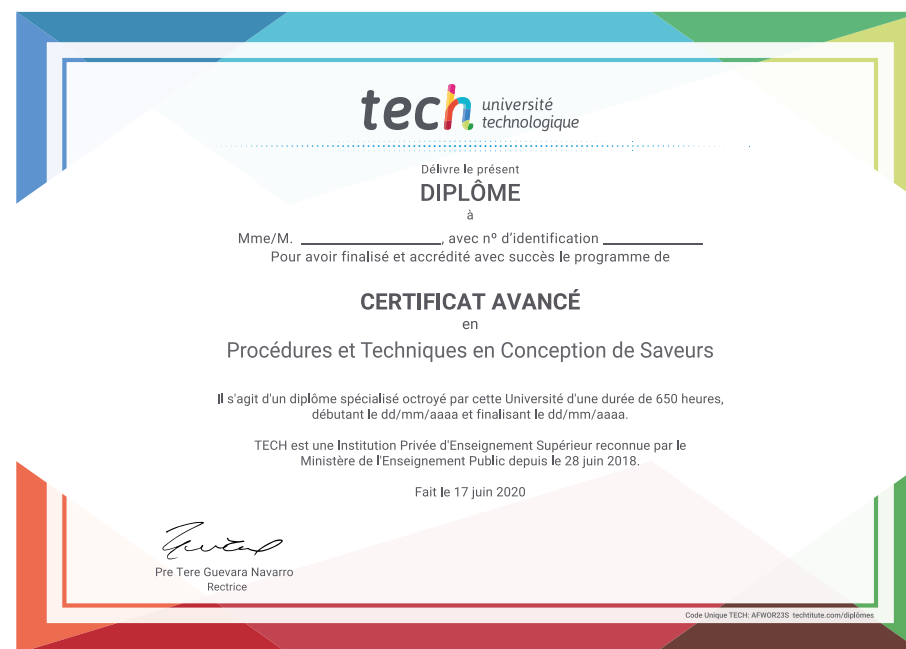 tech université
technologique
Délivre le présent
DIPLÔME
à
Mme/M. ____________________, avec nº d'identification ______________
Pour avoir finalisé et accrédité avec succès le programme de
CERTIFICAT AVANCÉ
en
Procédures et Techniques en Conception de Saveurs
Il s'agit d'un diplôme spécialisé octroyé par cette Université d'une durée de 650 heures,
débutant le dd/mm/aaaa et finalisant le dd/mm/aaaa.
TECH est une Institution Privée d'Enseignement Supérieur reconnue par le
Ministère de l'Enseignement Public depuis le 28 juin 2018.
Fait le 17 juin 2020
Pre Tere Guevara Navarro
Rectrice
Code Unique TECH: AFWOR23S techtitute.com/diplômes